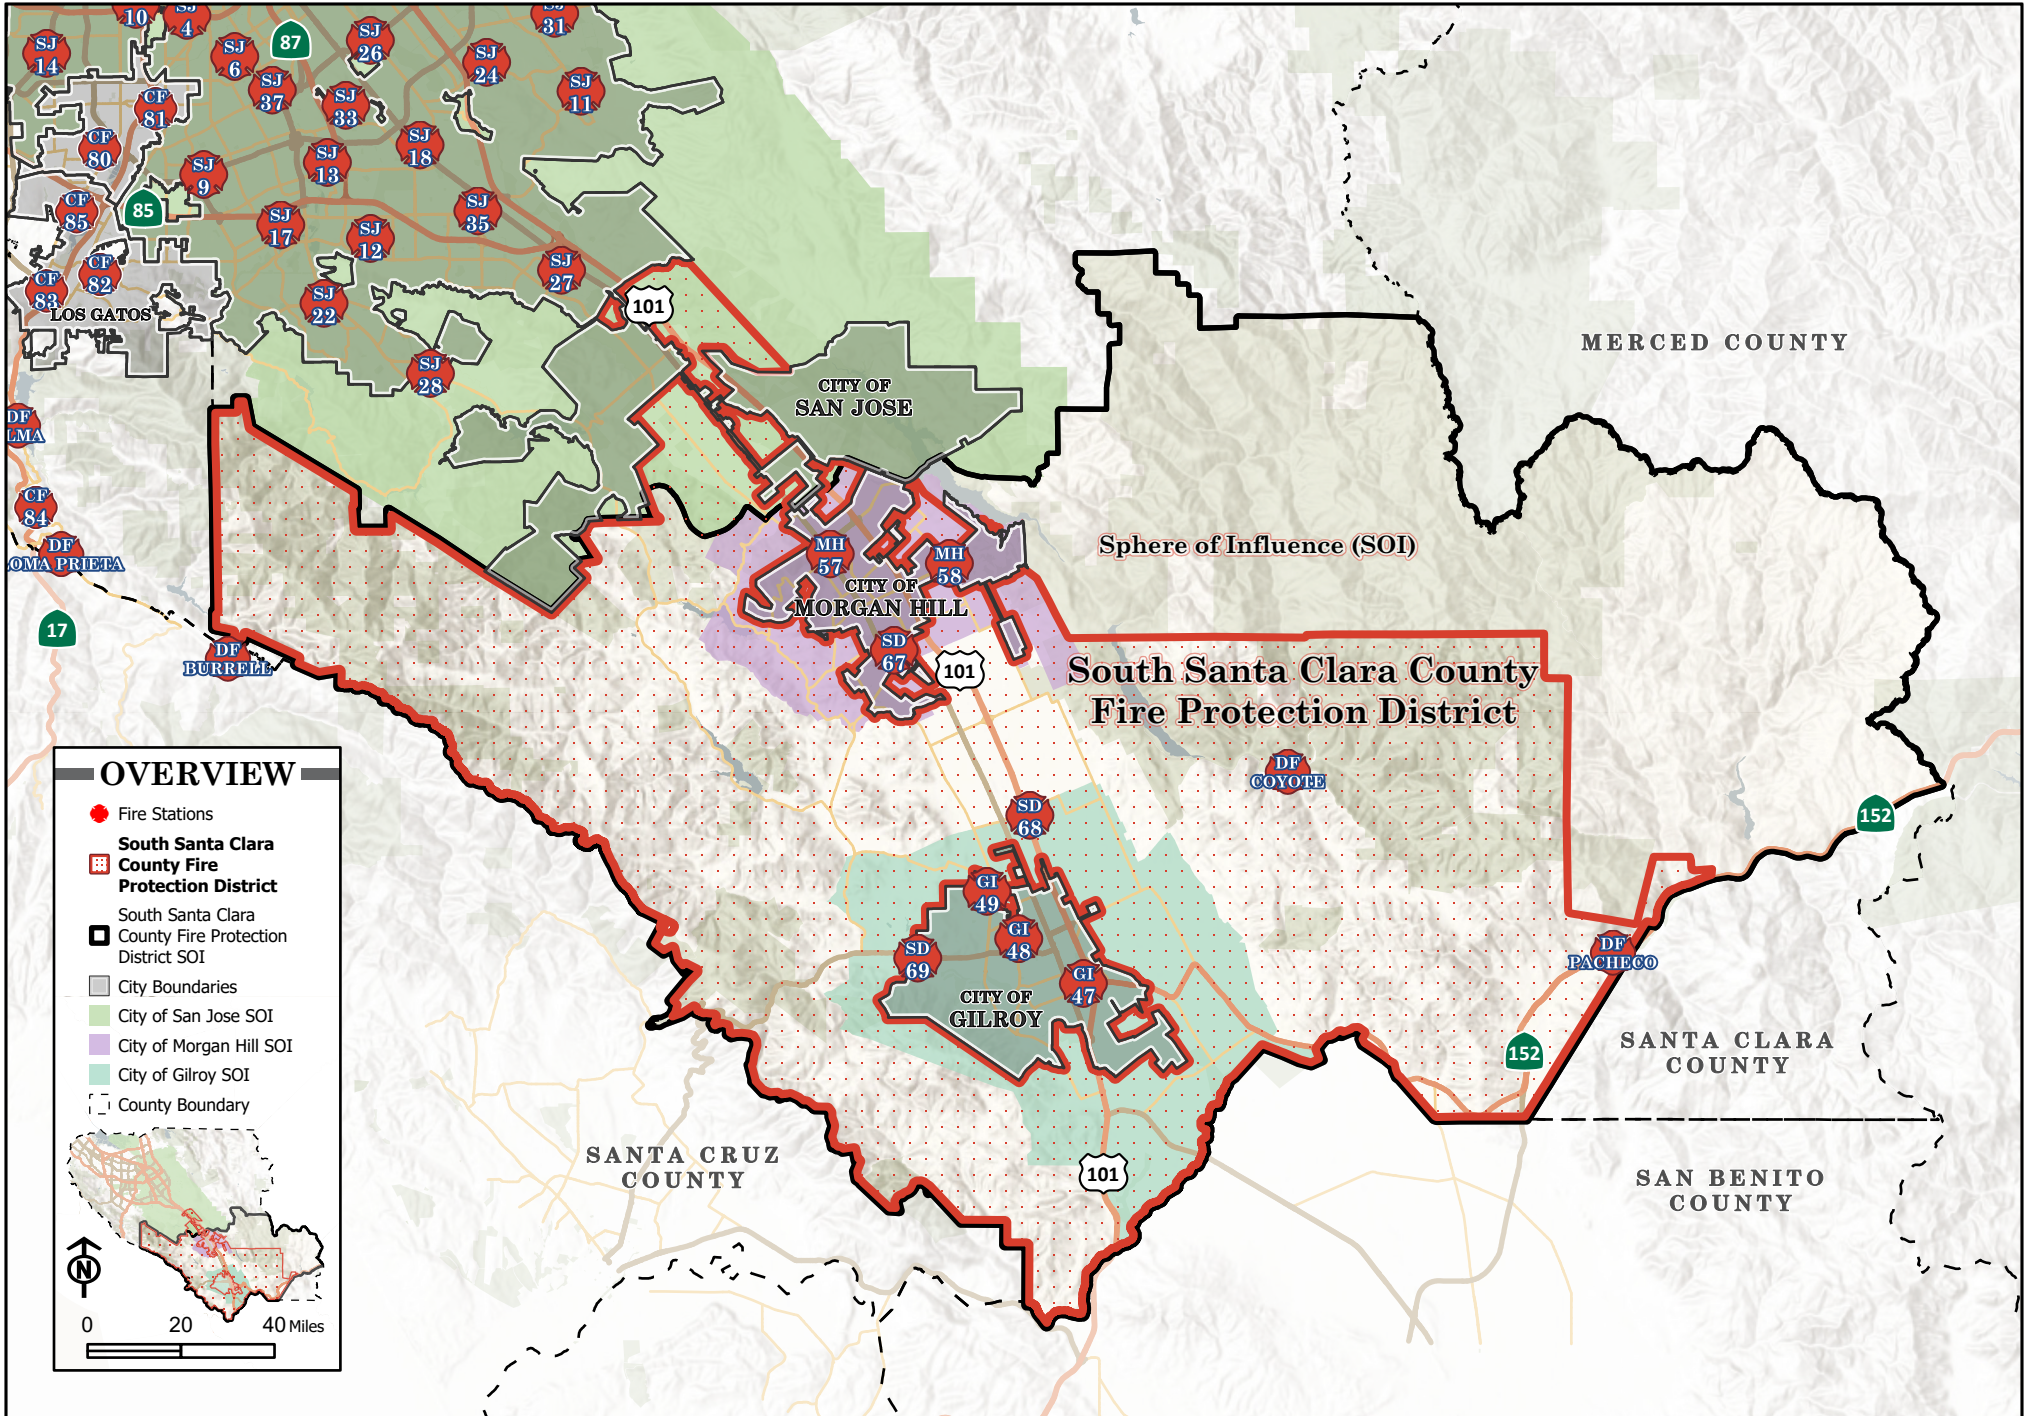 10
SJ
4
SJ
31
SJ
14
SJ
6
87
SJ
26
SJ
24
SJ
37
SJ
33
SJ
11
CF
81
CF
80
SJ
9
SJ
13
SJ
18
CF
85
85
SJ
17
SJ
12
SJ
35
CF
83
CF
82
SJ
27
LOS GATOS
SJ
22
101
SJ
28
CITY OF
SAN JOSE
MERCED COUNTY
DF
LMA
CF
84
DF
OMA PRIETA
MH
57
MH
58
Sphere of Influence (SOI)
CITY OF
MORGAN HILL
17
DF
BURRELL
SD
67
101
South Santa Clara County
Fire Protection District
DF
COYOTE
SD
68
152
GI
49
GI
48
SD
69
GI
47
DF
PACHECO
CITY OF
GILROY
152
SANTA CLARA
COUNTY
SANTA CRUZ
COUNTY
101
SAN BENITO
COUNTY
OVERVIEW
Fire Stations
South Santa Clara
County Fire
Protection District
South Santa Clara
County Fire Protection
District SOI
City Boundaries
City of San Jose SOI
City of Morgan Hill SOI
City of Gilroy SOI
County Boundary
N
0 20 40 Miles